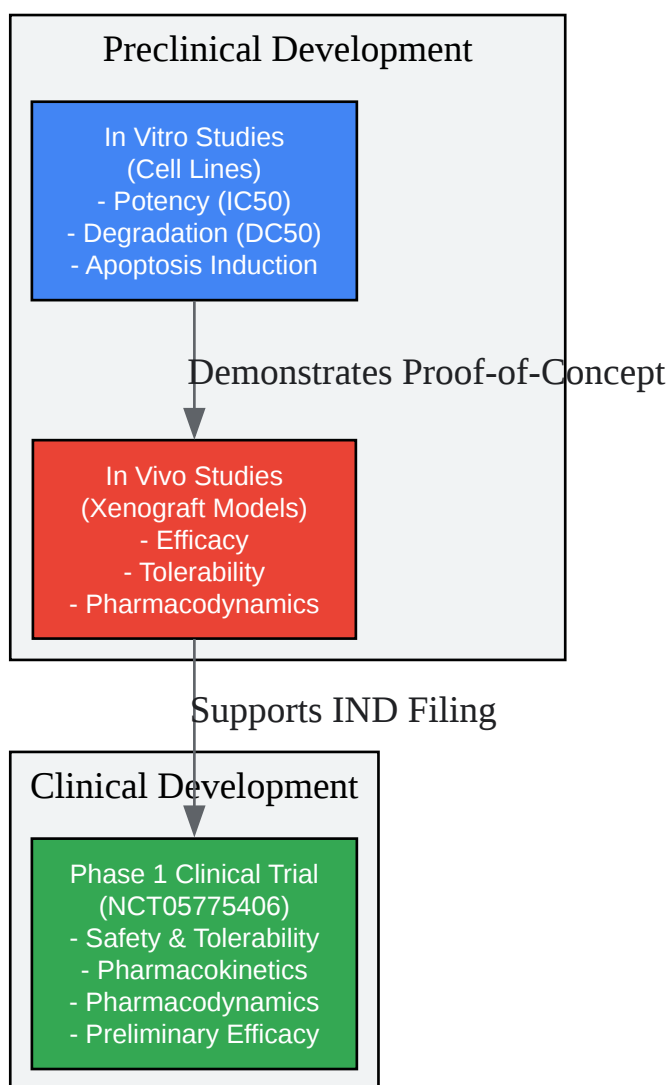 Preclinical Development
In Vitro Studies
(Cell Lines)
- Potency (IC50)
- Degradation (DC50)
- Apoptosis Induction
Demonstrates Proof-of-Concept
In Vivo Studies
(Xenograft Models)
- Efficacy
- Tolerability
- Pharmacodynamics
Supports IND Filing
Clinical Development
Phase 1 Clinical Trial
(NCT05775406)
- Safety & Tolerability
- Pharmacokinetics
- Pharmacodynamics
- Preliminary Efficacy